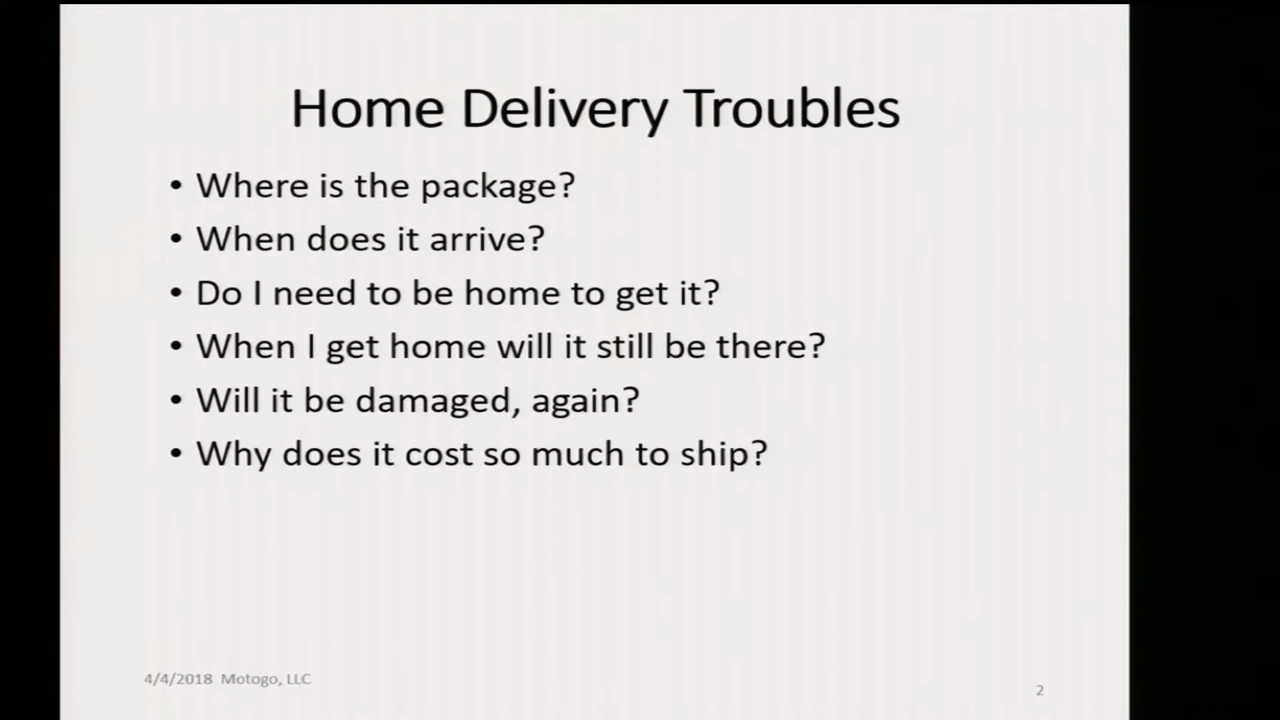 Home Delivery Troubles
• Where is the package?
• When does it arrive?
• Do I need to be home to get it?
• When I get home will it still be there?
• Will it be damaged, again?
• Why does it cost so much to ship?
4/4/2018 Motogo, LLC
2